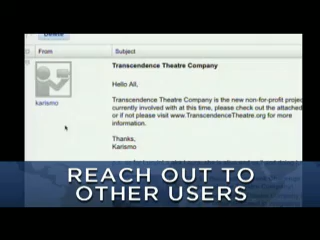 Delete
From
Subject
Transcendence Theatre Company
Hello All,
karismo
Transcendence Theatre Company is the new non-for-profit projec
currently involved with at this time, please check out the attached
or if not please visit www.TranscendenceTheatre.org for more
information.
Thanks,
Karismo
REACH OUT TO
OTHER USERS